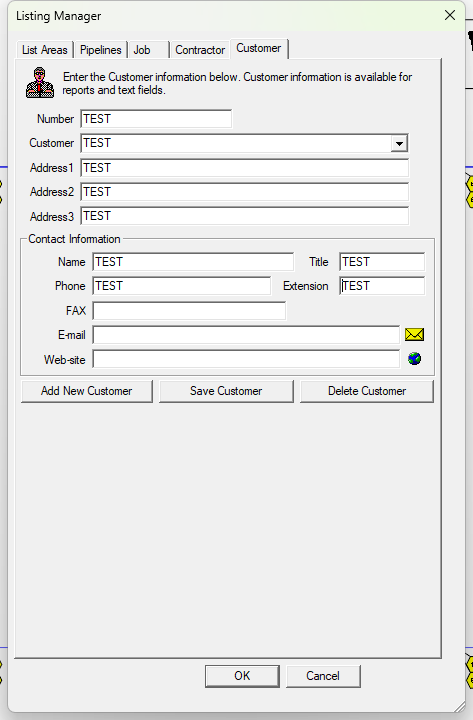 Listing Manager
List Areas Pipelines Job Contractor Customer
Enter the Customer information below. Customer information is available for
reports and text fields.
Number TEST
Customer TEST
Address1 TEST
Address2 TEST
Address3 TEST
Contact Information
Name TEST Title TEST
Phone TEST Extension TEST
FAX
E-mail
Web-site
Add New Customer Save Customer Delete Customer
OK Cancel